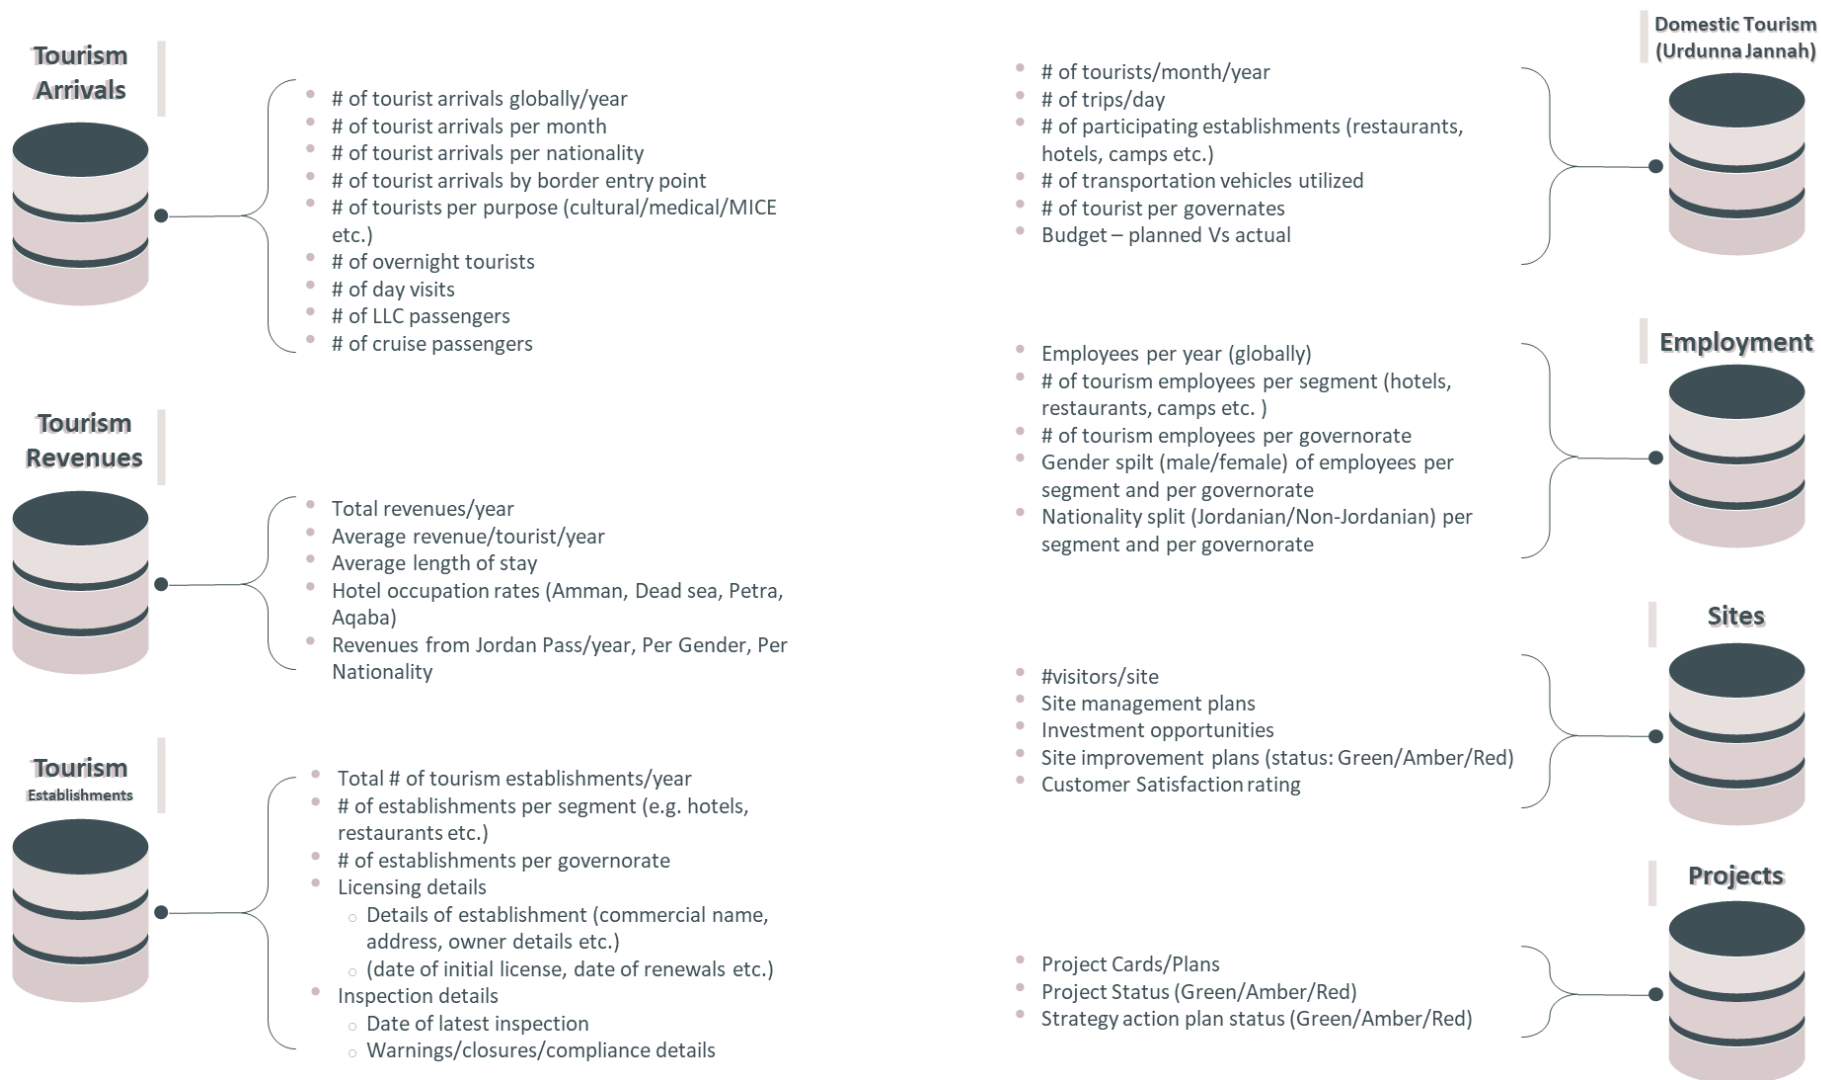 Tourism
Arrivals
# of tourist arrivals globally/year
# of tourist arrivals per month
# of tourist arrivals per nationality
# of tourist arrivals by border entry point
# of tourists per purpose (cultural/medical/MICE
etc.)
# of overnight tourists
# of day visits
# of LLC passengers
# of cruise passengers
Tourism
Revenues
Total revenues/year
Average revenue/tourist/year
Average length of stay
Hotel occupation rates (Amman, Dead sea, Petra,
Aqaba)
Revenues from Jordan Pass/year, Per Gender, Per
Nationality
Tourism
Establishments
Total # of tourism establishments/year
# of establishments per segment (e.g. hotels,
restaurants etc.)
# of establishments per governorate
Licensing details
Details of establishment (commercial name,
address, owner details etc.)
(date of initial license, date of renewals etc.)
Inspection details
Date of latest inspection
Warnings/closures/compliance details
Domestic Tourism
(Urdunna Jannah)
# of tourists/month/year
# of trips/day
# of participating establishments (restaurants,
hotels, camps etc.)
# of transportation vehicles utilized
# of tourist per governates
Budget – planned Vs actual
Employment
Employees per year (globally)
# of tourism employees per segment (hotels,
restaurants, camps etc. )
# of tourism employees per governorate
Gender spilt (male/female) of employees per
segment and per governorate
Nationality split (Jordanian/Non-Jordanian) per
segment and per governorate
Sites
#visitors/site
Site management plans
Investment opportunities
Site improvement plans (status: Green/Amber/Red)
Customer Satisfaction rating
Projects
Project Cards/Plans
Project Status (Green/Amber/Red)
Strategy action plan status (Green/Amber/Red)